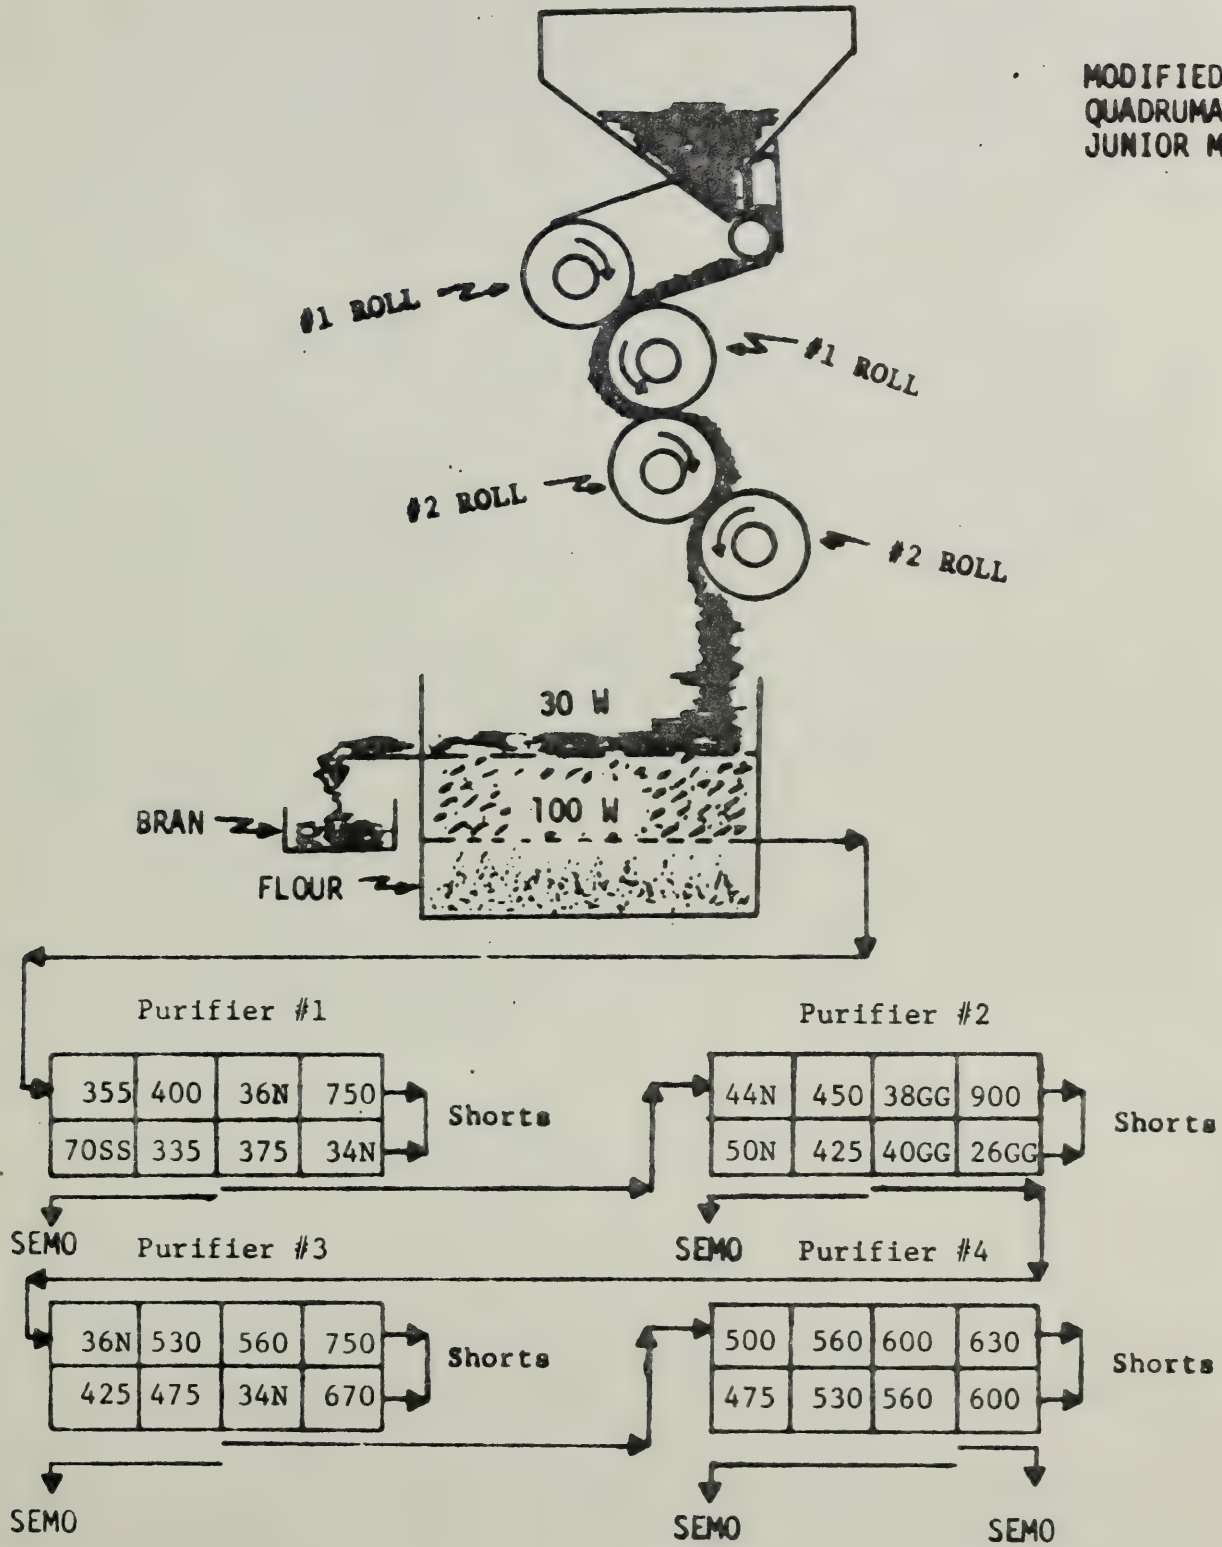 MODIFIED
QUADRUMA
JUNIOR M
#1 ROLL
#1 ROLL
#2 ROLL
#2 ROLL
30 W
100 W
BRAN
FLOUR
Purifier #1
Purifier #2
355 400 36N 750
Shorts
70SS 335 375 34N
44N 450 38GG 900
Shorts
50N 425 40GG 26GG
SEMO
SEMO
Purifier #3
Purifier #4
36N 530 560 750
Shorts
425 475 34N 670
500 560 600 630
Shorts
475 530 560 600
SEMO
SEMO
SEMO